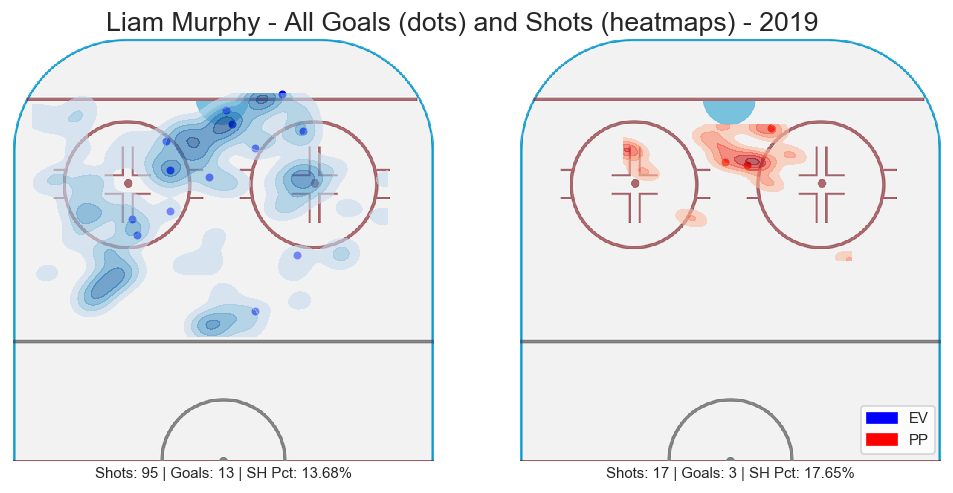 Liam Murphy - All Goals (dots) and Shots (heatmaps) - 2019
EV
PP
Shots: 95 | Goals: 13 | SH Pct: 13.68%
Shots: 17 | Goals: 3 | SH Pct: 17.65%